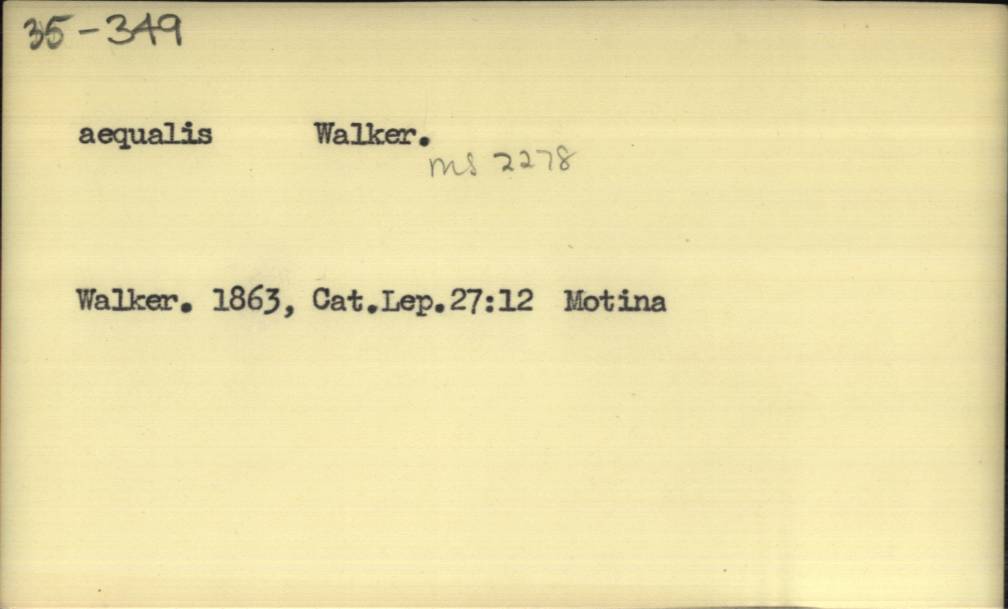 35-349
aequalis Walker.
ms 2278
Walker. 1863, Cat.Lep.27:12 Motina